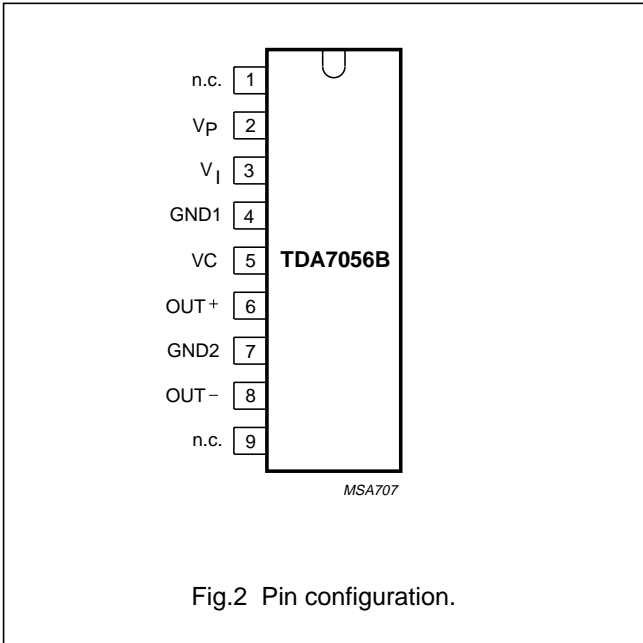 n.c. 1
VP 2
VI 3
GND1 4
VC 5 TDA7056B
OUT+ 6
GND2 7
OUT− 8
n.c. 9
MSA707
Fig.2 Pin configuration.